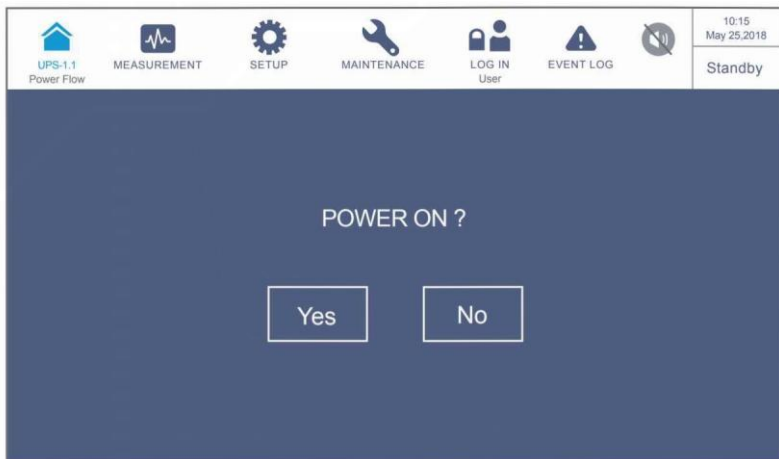 UPS-1.1
Power Flow
MEASUREMENT
SETUP
MAINTENANCE
LOG IN
User
EVENT LOG
10:15
May 25,2018
Standby
POWER ON ?
Yes
No